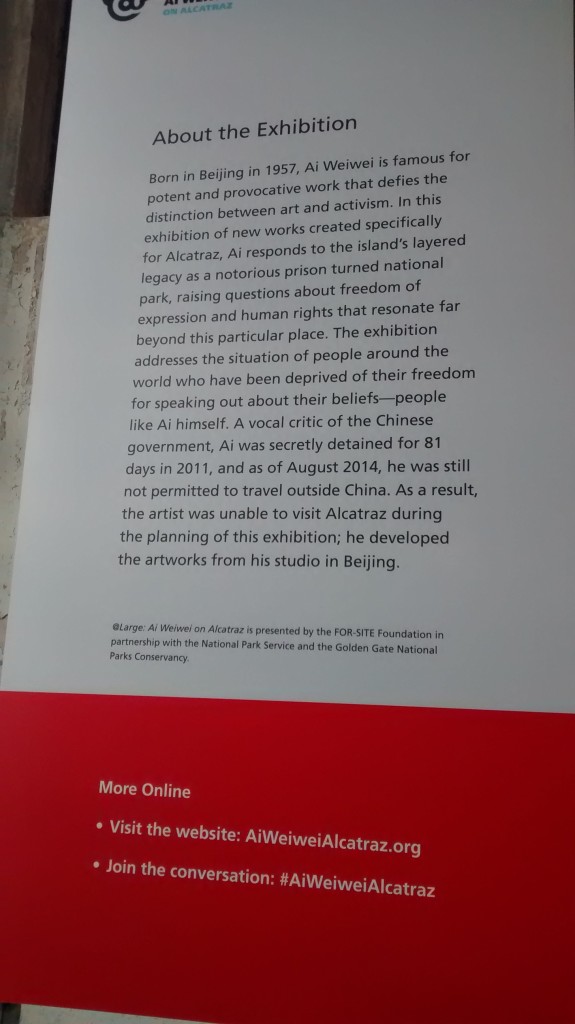 ON ALCATRAZ
About the Exhibition
Born in Beijing in 1957, Ai Weiwei is famous for
potent and provocative work that defies the
distinction between art and activism. In this
exhibition of new works created specifically
for Alcatraz, Ai responds to the island's layered
legacy as a notorious prison turned national
park, raising questions about freedom of
expression and human rights that resonate far
beyond this particular place. The exhibition
addresses the situation of people around the
world who have been deprived of their freedom
for speaking out about their beliefs—people
like Ai himself. A vocal critic of the Chinese
government, Ai was secretly detained for 81
days in 2011, and as of August 2014, he was still
not permitted to travel outside China. As a result,
the artist was unable to visit Alcatraz during
the planning of this exhibition; he developed
the artworks from his studio in Beijing.
@Large: Ai Weiwei on Alcatraz is presented by the FOR-SITE Foundation in
partnership with the National Park Service and the Golden Gate National
Parks Conservancy.
More Online
• Visit the website: AiWeiweiAlcatraz.org
• Join the conversation: #AiWeiweiAlcatraz